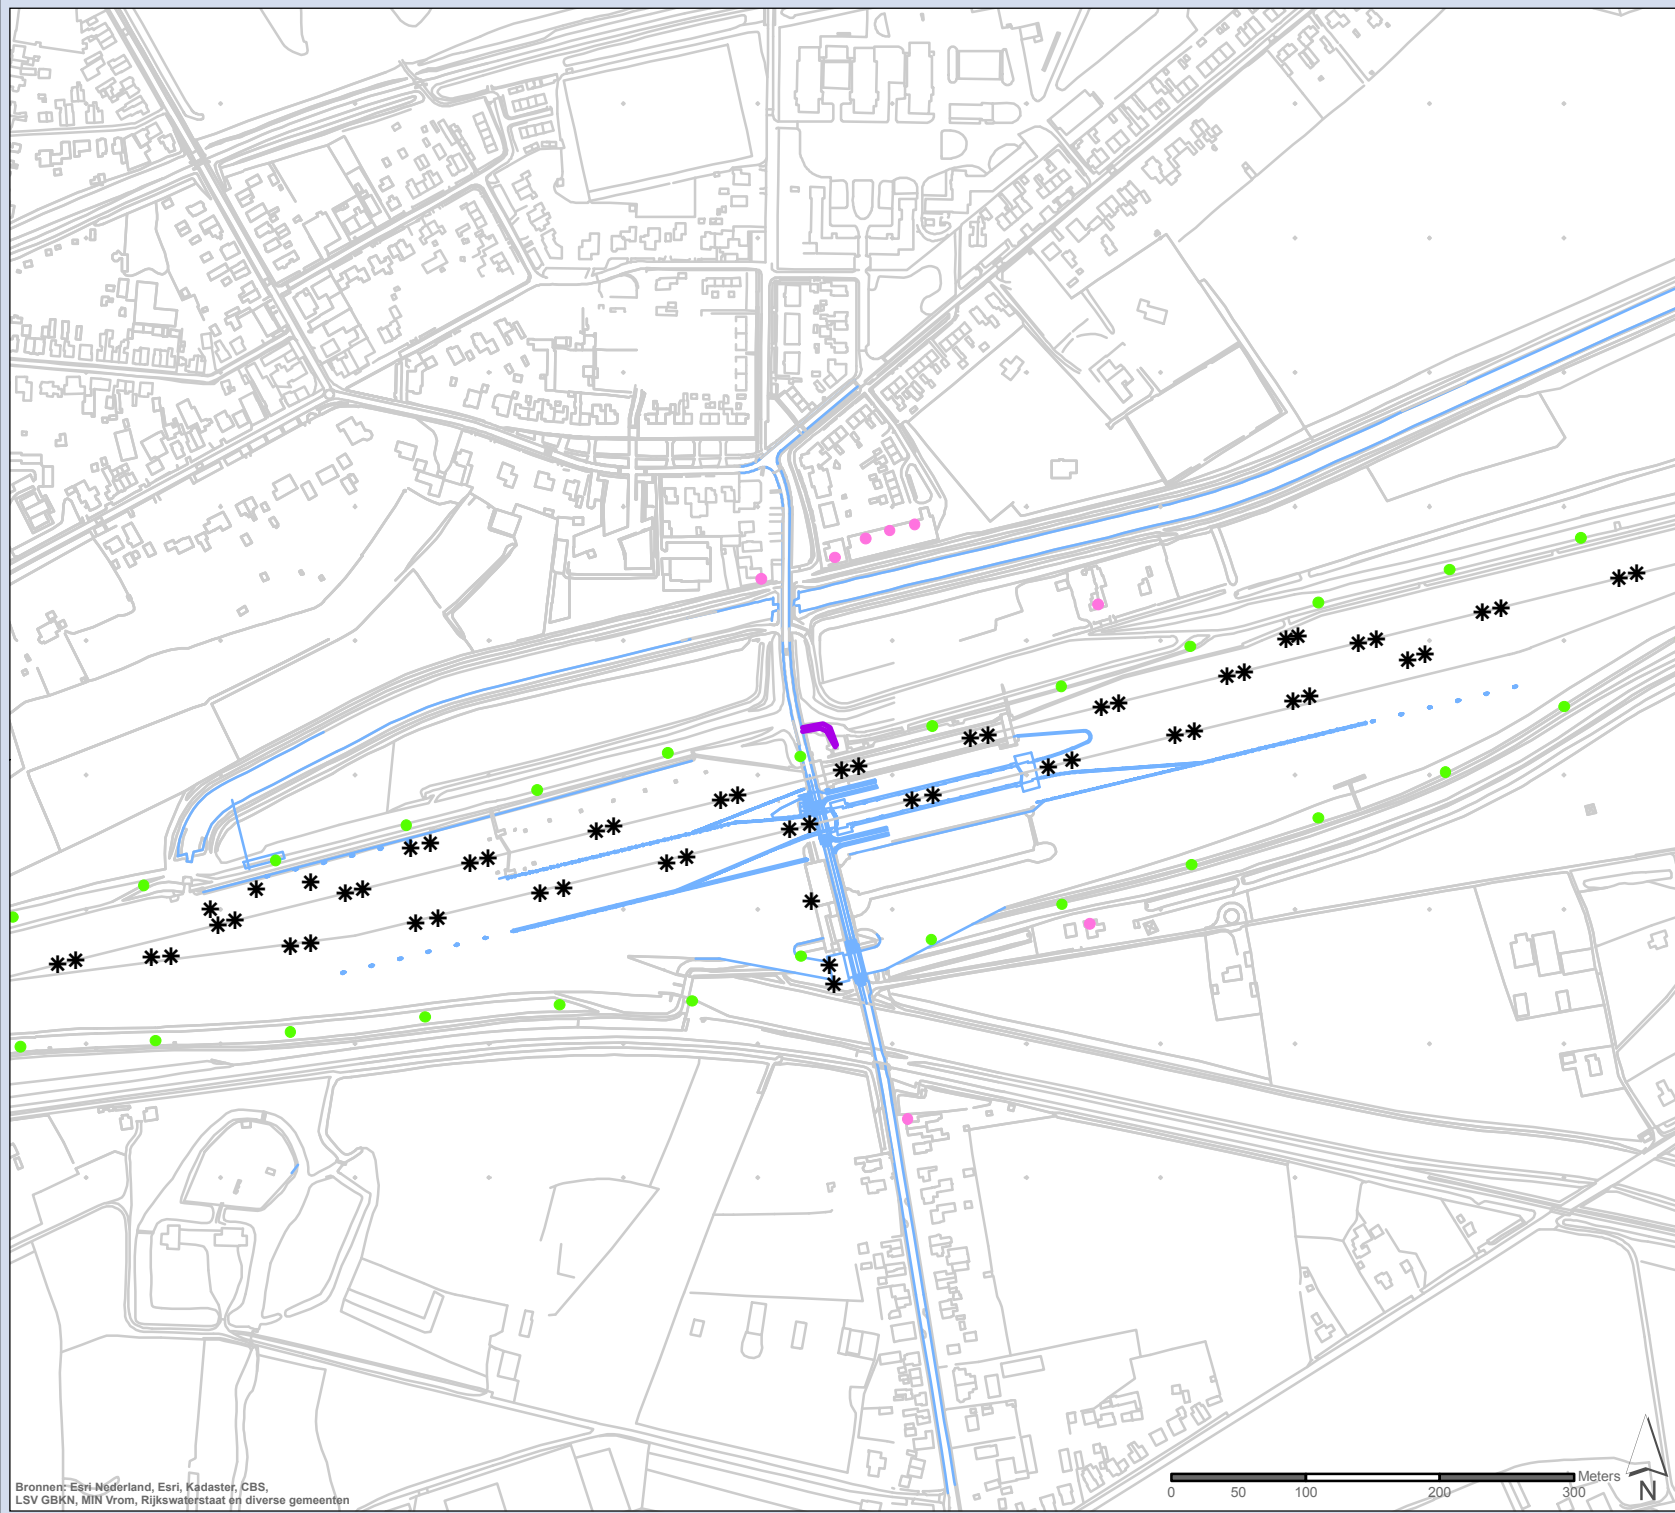 Bronnen: Esri Nederland, Esri, Kadaster, CBS,
LSV GBKN, MIN Vrom, Rijkswaterstaat en diverse gemeenten
Meters
0 50 100 200 300
N